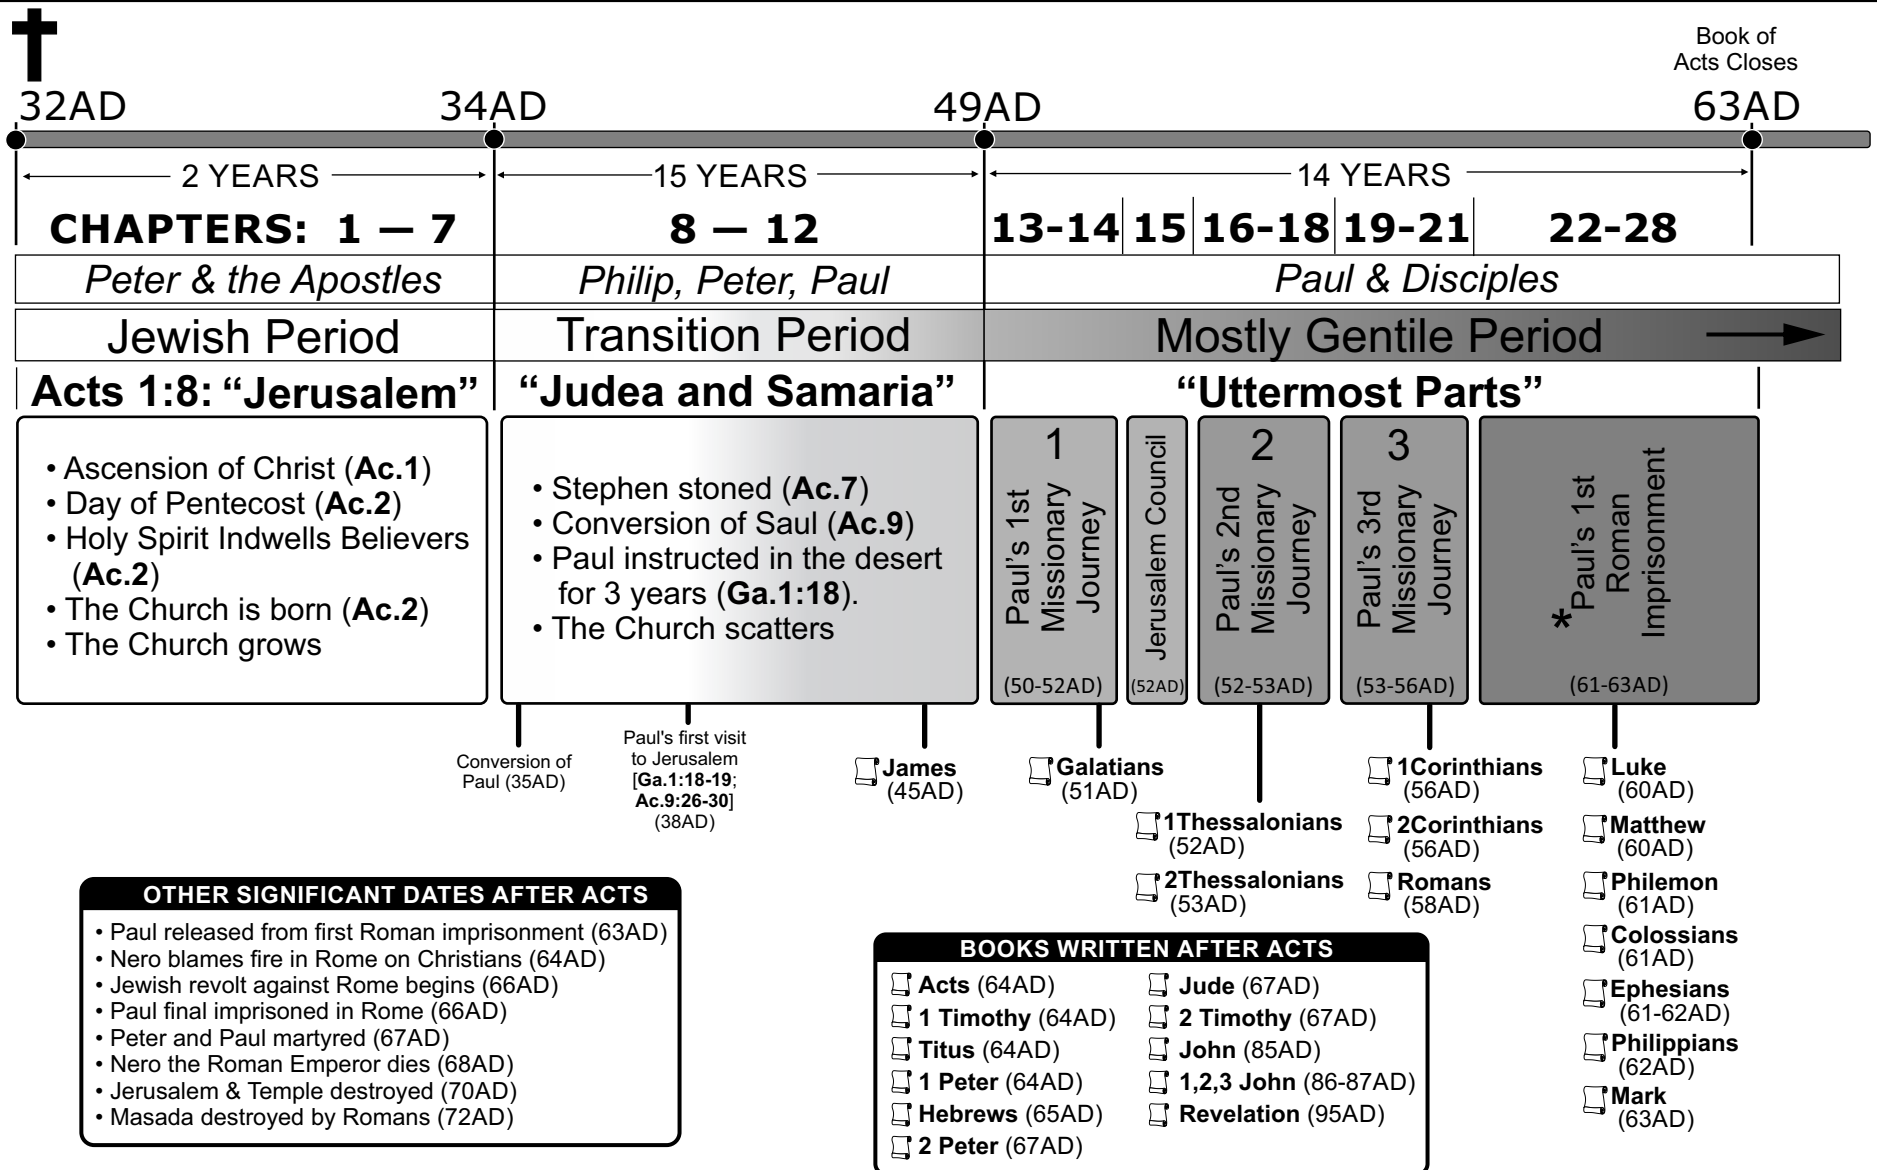 Book of
Acts Closes
32AD 34AD 49AD 63AD
2 YEARS 15 YEARS 14 YEARS
CHAPTERS: 1 — 7 8 — 12 13-14 15 16-18 19-21 22-28
Peter & the Apostles Philip, Peter, Paul Paul & Disciples
Jewish Period Transition Period Mostly Gentile Period
Acts 1:8: “Jerusalem” “Judea and Samaria” “Uttermost Parts”
• Ascension of Christ (Ac.1)
• Day of Pentecost (Ac.2)
• Holy Spirit Indwells Believers
(Ac.2)
• The Church is born (Ac.2)
• The Church grows
• Stephen stoned (Ac.7)
• Conversion of Saul (Ac.9)
• Paul instructed in the desert
for 3 years (Ga.1:18).
• The Church scatters
1
Paul’s 1st
Missionary
Journey
(50-52AD)
Jerusalem Council
(52AD)
2
Paul’s 2nd
Missionary
Journey
(52-53AD)
3
Paul’s 3rd
Missionary
Journey
(53-56AD)
*Paul’s 1st
Roman
Imprisonment
(61-63AD)
Conversion of
Paul (35AD)
Paul's first visit
to Jerusalem
[Ga.1:18-19;
Ac.9:26-30]
(38AD)
James
(45AD)
Galatians
(51AD)
1Thessalonians
(52AD)
2Thessalonians
(53AD)
1Corinthians
(56AD)
2Corinthians
(56AD)
Romans
(58AD)
Luke
(60AD)
Matthew
(60AD)
Philemon
(61AD)
Colossians
(61AD)
Ephesians
(61-62AD)
Philippians
(62AD)
Mark
(63AD)
OTHER SIGNIFICANT DATES AFTER ACTS
• Paul released from first Roman imprisonment (63AD)
• Nero blames fire in Rome on Christians (64AD)
• Jewish revolt against Rome begins (66AD)
• Paul final imprisoned in Rome (66AD)
• Peter and Paul martyred (67AD)
• Nero the Roman Emperor dies (68AD)
• Jerusalem & Temple destroyed (70AD)
• Masada destroyed by Romans (72AD)
BOOKS WRITTEN AFTER ACTS
Acts (64AD)
1 Timothy (64AD)
Titus (64AD)
1 Peter (64AD)
Hebrews (65AD)
2 Peter (67AD)
Jude (67AD)
2 Timothy (67AD)
John (85AD)
1,2,3 John (86-87AD)
Revelation (95AD)